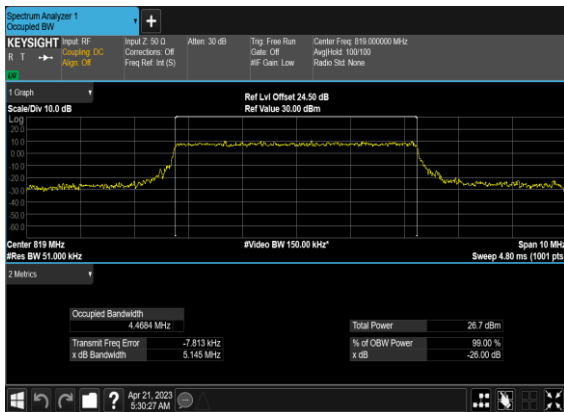 Spectrum Analyzer 1
Occupied BW
KEYSIGHT
R T
Input: RF
Coupling: DC
Align: Off
Input Z: 50 Ω
Corrections: Off
Freq Ref: Int (S)
Atten: 30 dB
Trig: Free Run
Gate: Off
#IF Gain: Low
Center Freq: 819.000000 MHz
Avg|Hold: 100/100
Radio Std: None
1 Graph
Scale/Div 10.0 dB
Ref Lvl Offset 24.50 dB
Ref Value 30.00 dBm
Log
20.0
10.0
0.00
-10.0
-20.0
-30.0
-40.0
-50.0
-60.0
Center 819 MHz
#Res BW 51.000 kHz
#Video BW 150.00 kHz*
Span 10 MHz
Sweep 4.80 ms (1001 pts
2 Metrics
Occupied Bandwidth
4.4684 MHz
Total Power 26.7 dBm
Transmit Freq Error -7.813 kHz
% of OBW Power 99.00 %
x dB Bandwidth 5.145 MHz
x dB -26.00 dB
?
Apr 21, 2023
5:30:27 AM